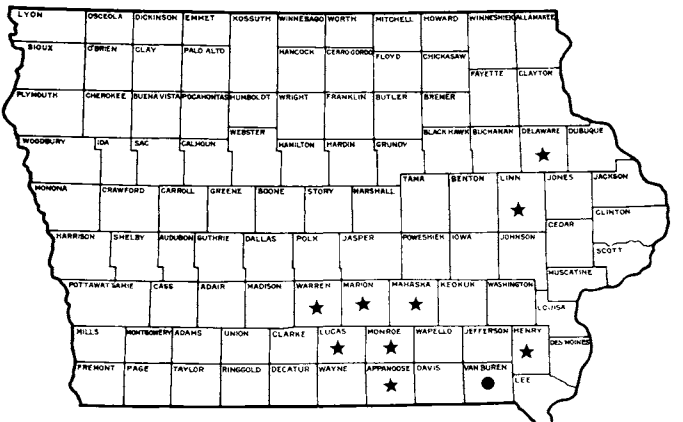 LYON OSCEOLA DICKINSON EMMET KOSSUTH WINNEBAGO WORTH MITCHELL HOWARD WINNESHIEK ALLAMAKEE
SIOUX O'BRIEN CLAY PALO ALTO HANCOCK CERRO GORDO FLOYD CHICKASAW
FAYETTE CLAYTON
PLYMOUTH CHEROKEE BUENA VISTA POCAHONTAS HUMBOLDT WRIGHT FRANKLIN BUTLER BREMER
WEBSTER BLACK HAWK BUCHANAN DELAWARE DUBUQUE
WOODBURY IDA SAC CALHOUN HAMILTON HARDIN GRUNDY
TAMA BENTON LINN JONES JACKSON
MONONA CRAWFORD CARROLL GREENE BOONE STORY MARSHALL
CLINTON
CEDAR
HARRISON SHELBY AUDUBON GUTHRIE DALLAS POLK JASPER POWESHIEK IOWA JOHNSON
SCOTT
MUSCATINE
POTTAWATTAMIE CASS ADAIR MADISON WARREN MARION MAHASKA KEOKUK WASHINGTON
LOUISA
MILLS MONTGOMERY ADAMS UNION CLARKE LUCAS MONROE WAPELLO JEFFERSON HENRY
DES MOINES
FREMONT PAGE TAYLOR RINGGOLD DECATUR WAYNE APPANOOSE DAVIS VAN BUREN
LEE